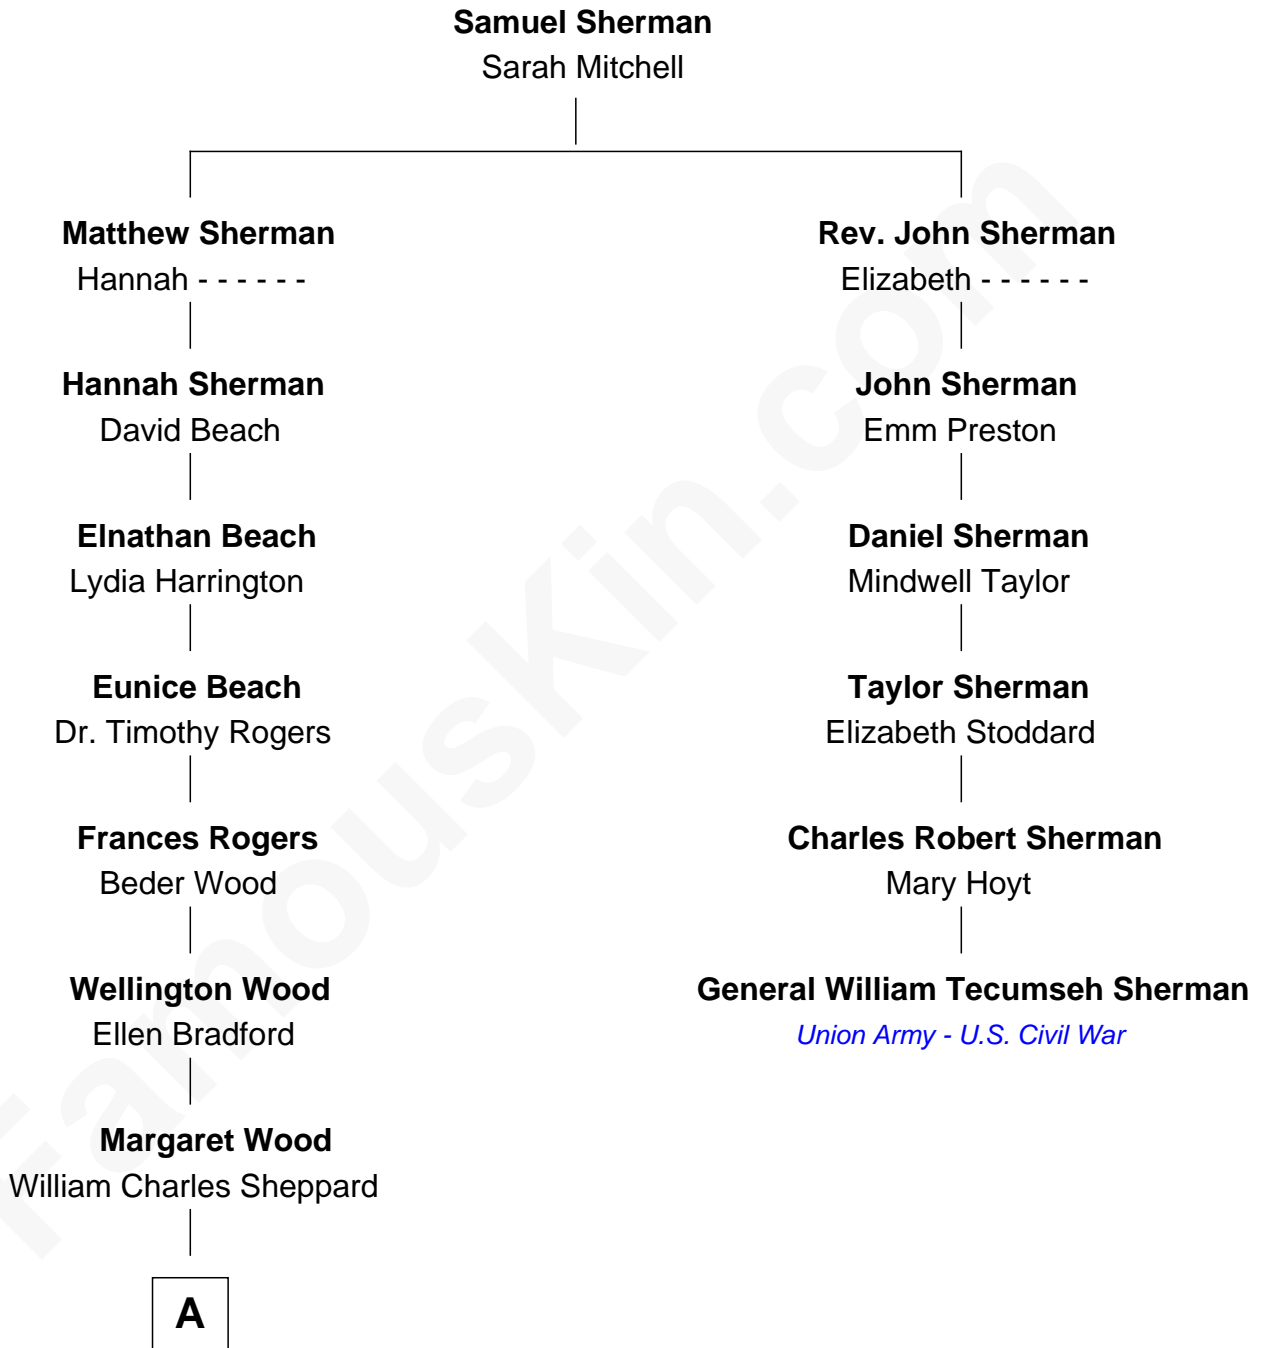 Samuel Sherman
Sarah Mitchell
Matthew Sherman
Hannah - - - - - -
Rev. John Sherman
Elizabeth - - - - - -
Hannah Sherman
David Beach
John Sherman
Emm Preston
Elnathan Beach
Lydia Harrington
Daniel Sherman
Mindwell Taylor
Eunice Beach
Dr. Timothy Rogers
Taylor Sherman
Elizabeth Stoddard
Frances Rogers
Beder Wood
Charles Robert Sherman
Mary Hoyt
Wellington Wood
Ellen Bradford
General William Tecumseh Sherman
Union Army - U.S. Civil War
Margaret Wood
William Charles Sheppard
A
FamousKin.com